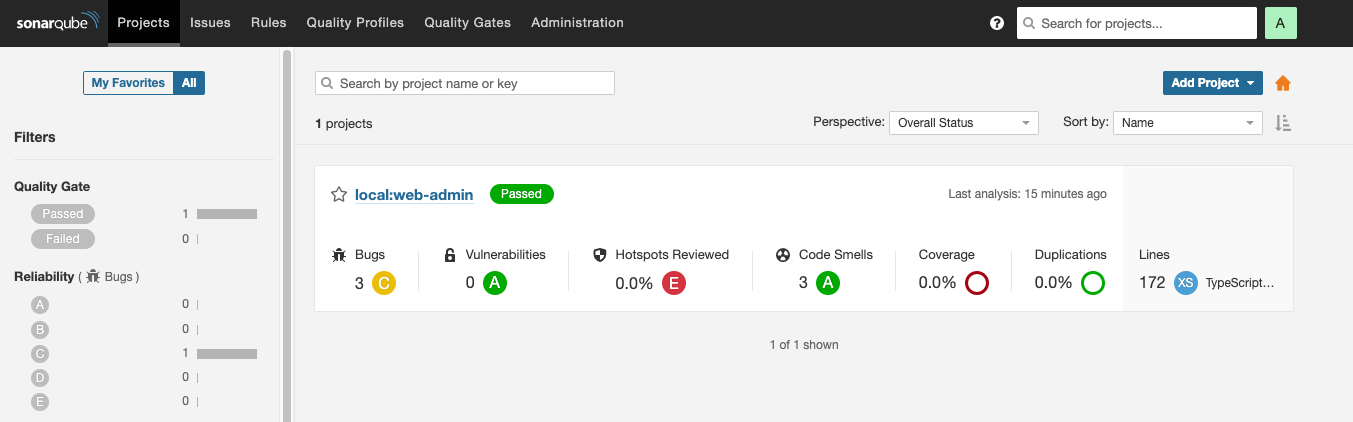 sonarqube Projects Issues Rules Quality Profiles Quality Gates Administration ? Search for projects... A
My Favorites All
Search by project name or key Add Project
1 projects Perspective: Overall Status Sort by: Name
Filters
Quality Gate
Passed 1
Failed 0
Reliability ( Bugs )
A 0
B 0
C 1
D 0
E 0
local:web-admin Passed Last analysis: 15 minutes ago
Bugs Vulnerabilities Hotspots Reviewed Code Smells Coverage Duplications Lines
3 C 0 A 0.0% E 3 A 0.0% 0.0% 172 XS TypeScript...
1 of 1 shown